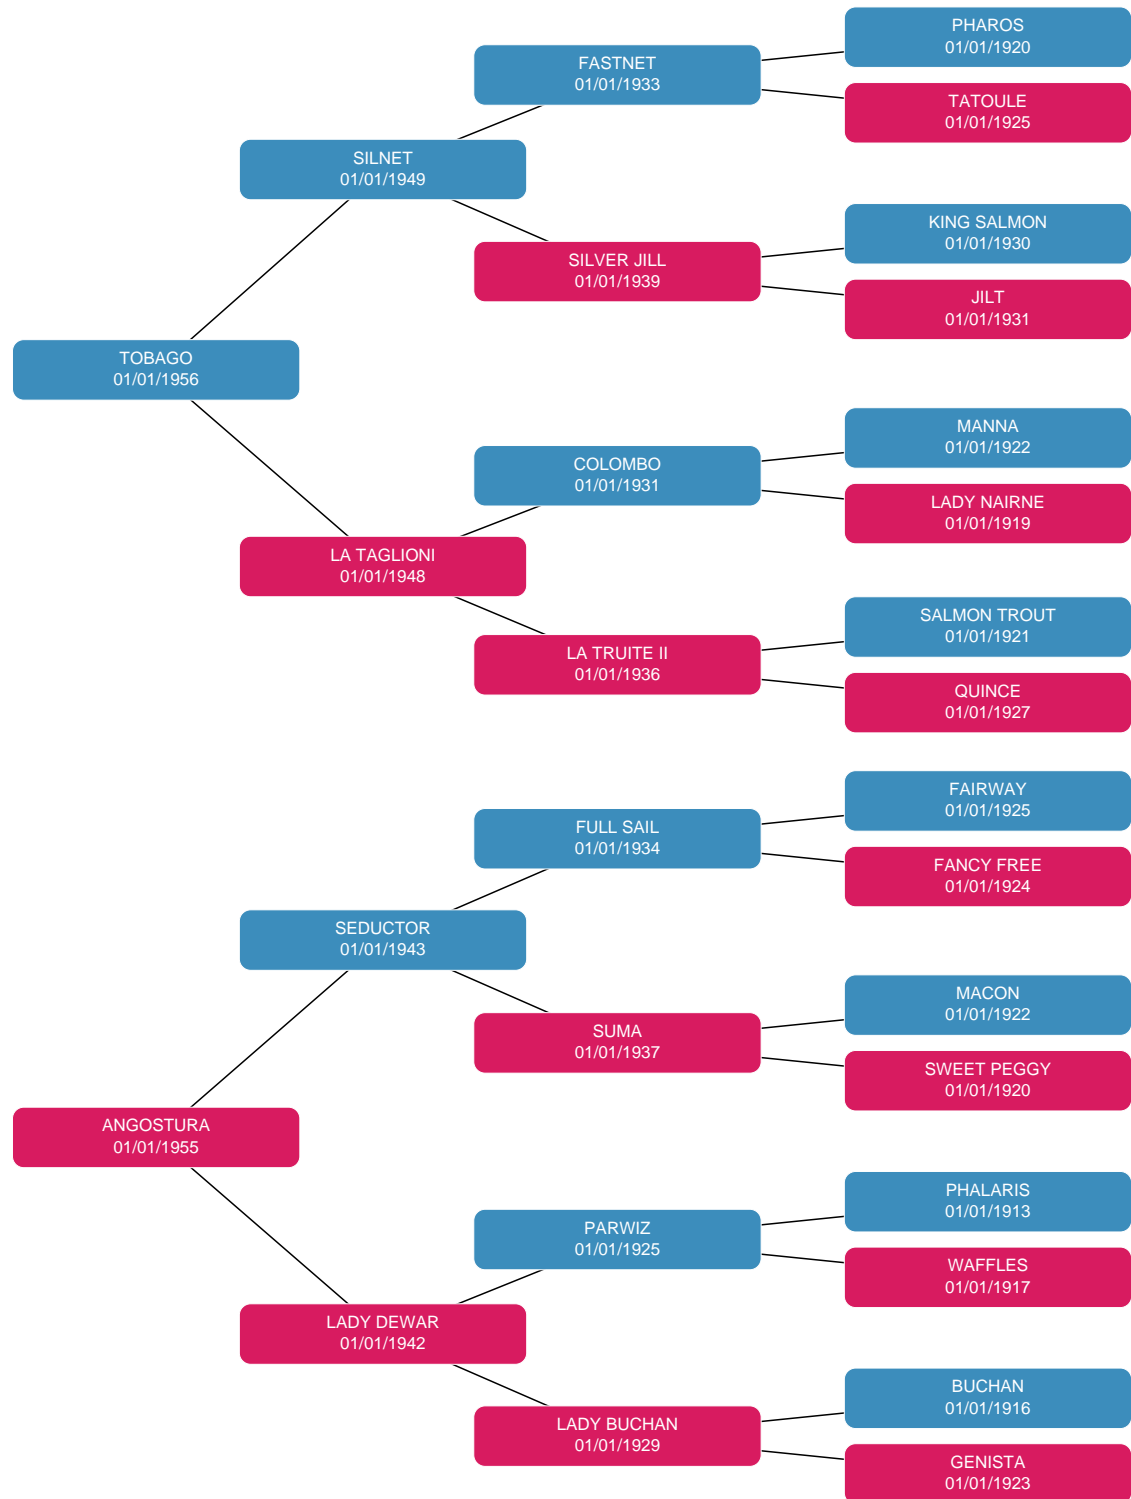 PHAROS
01/01/1920
FASTNET
01/01/1933
TATOULE
01/01/1925
SILNET
01/01/1949
KING SALMON
01/01/1930
SILVER JILL
01/01/1939
JILT
01/01/1931
TOBAGO
01/01/1956
MANNA
01/01/1922
COLOMBO
01/01/1931
LADY NAIRNE
01/01/1919
LA TAGLIONI
01/01/1948
SALMON TROUT
01/01/1921
LA TRUITE II
01/01/1936
QUINCE
01/01/1927
FAIRWAY
01/01/1925
FULL SAIL
01/01/1934
FANCY FREE
01/01/1924
SEDUCTOR
01/01/1943
MACON
01/01/1922
SUMA
01/01/1937
SWEET PEGGY
01/01/1920
ANGOSTURA
01/01/1955
PHALARIS
01/01/1913
PARWIZ
01/01/1925
WAFFLES
01/01/1917
LADY DEWAR
01/01/1942
BUCHAN
01/01/1916
LADY BUCHAN
01/01/1929
GENISTA
01/01/1923